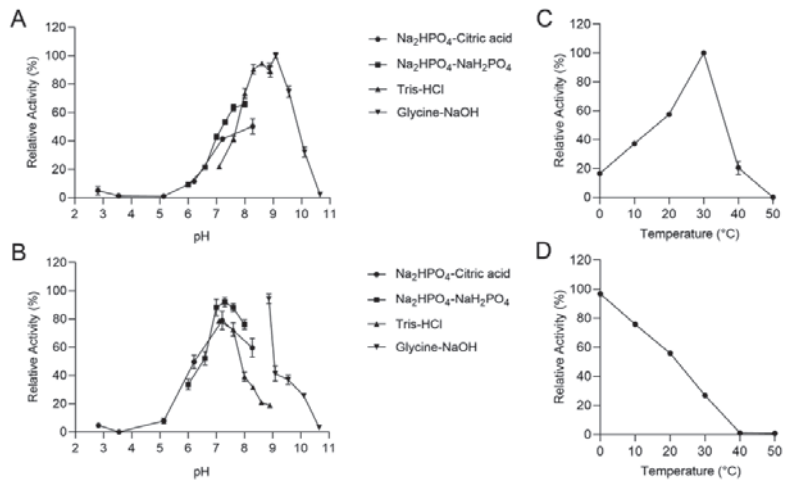 A
120
100
80
60
40
20
0
Relative Activity (%)
2 3 4 5 6 7 8 9 10 11
pH
Na2HPO4-Citric acid
Na2HPO4-NaH2PO4
Tris-HCl
Glycine-NaOH
C
120
100
80
60
40
20
0
Relative Activity (%)
0 10 20 30 40 50
Temperature (°C)
B
120
100
80
60
40
20
0
Relative Activity (%)
2 3 4 5 6 7 8 9 10 11
pH
Na2HPO4-Citric acid
Na2HPO4-NaH2PO4
Tris-HCl
Glycine-NaOH
D
120
100
80
60
40
20
0
Relative Activity (%)
0 10 20 30 40 50
Temperature (°C)